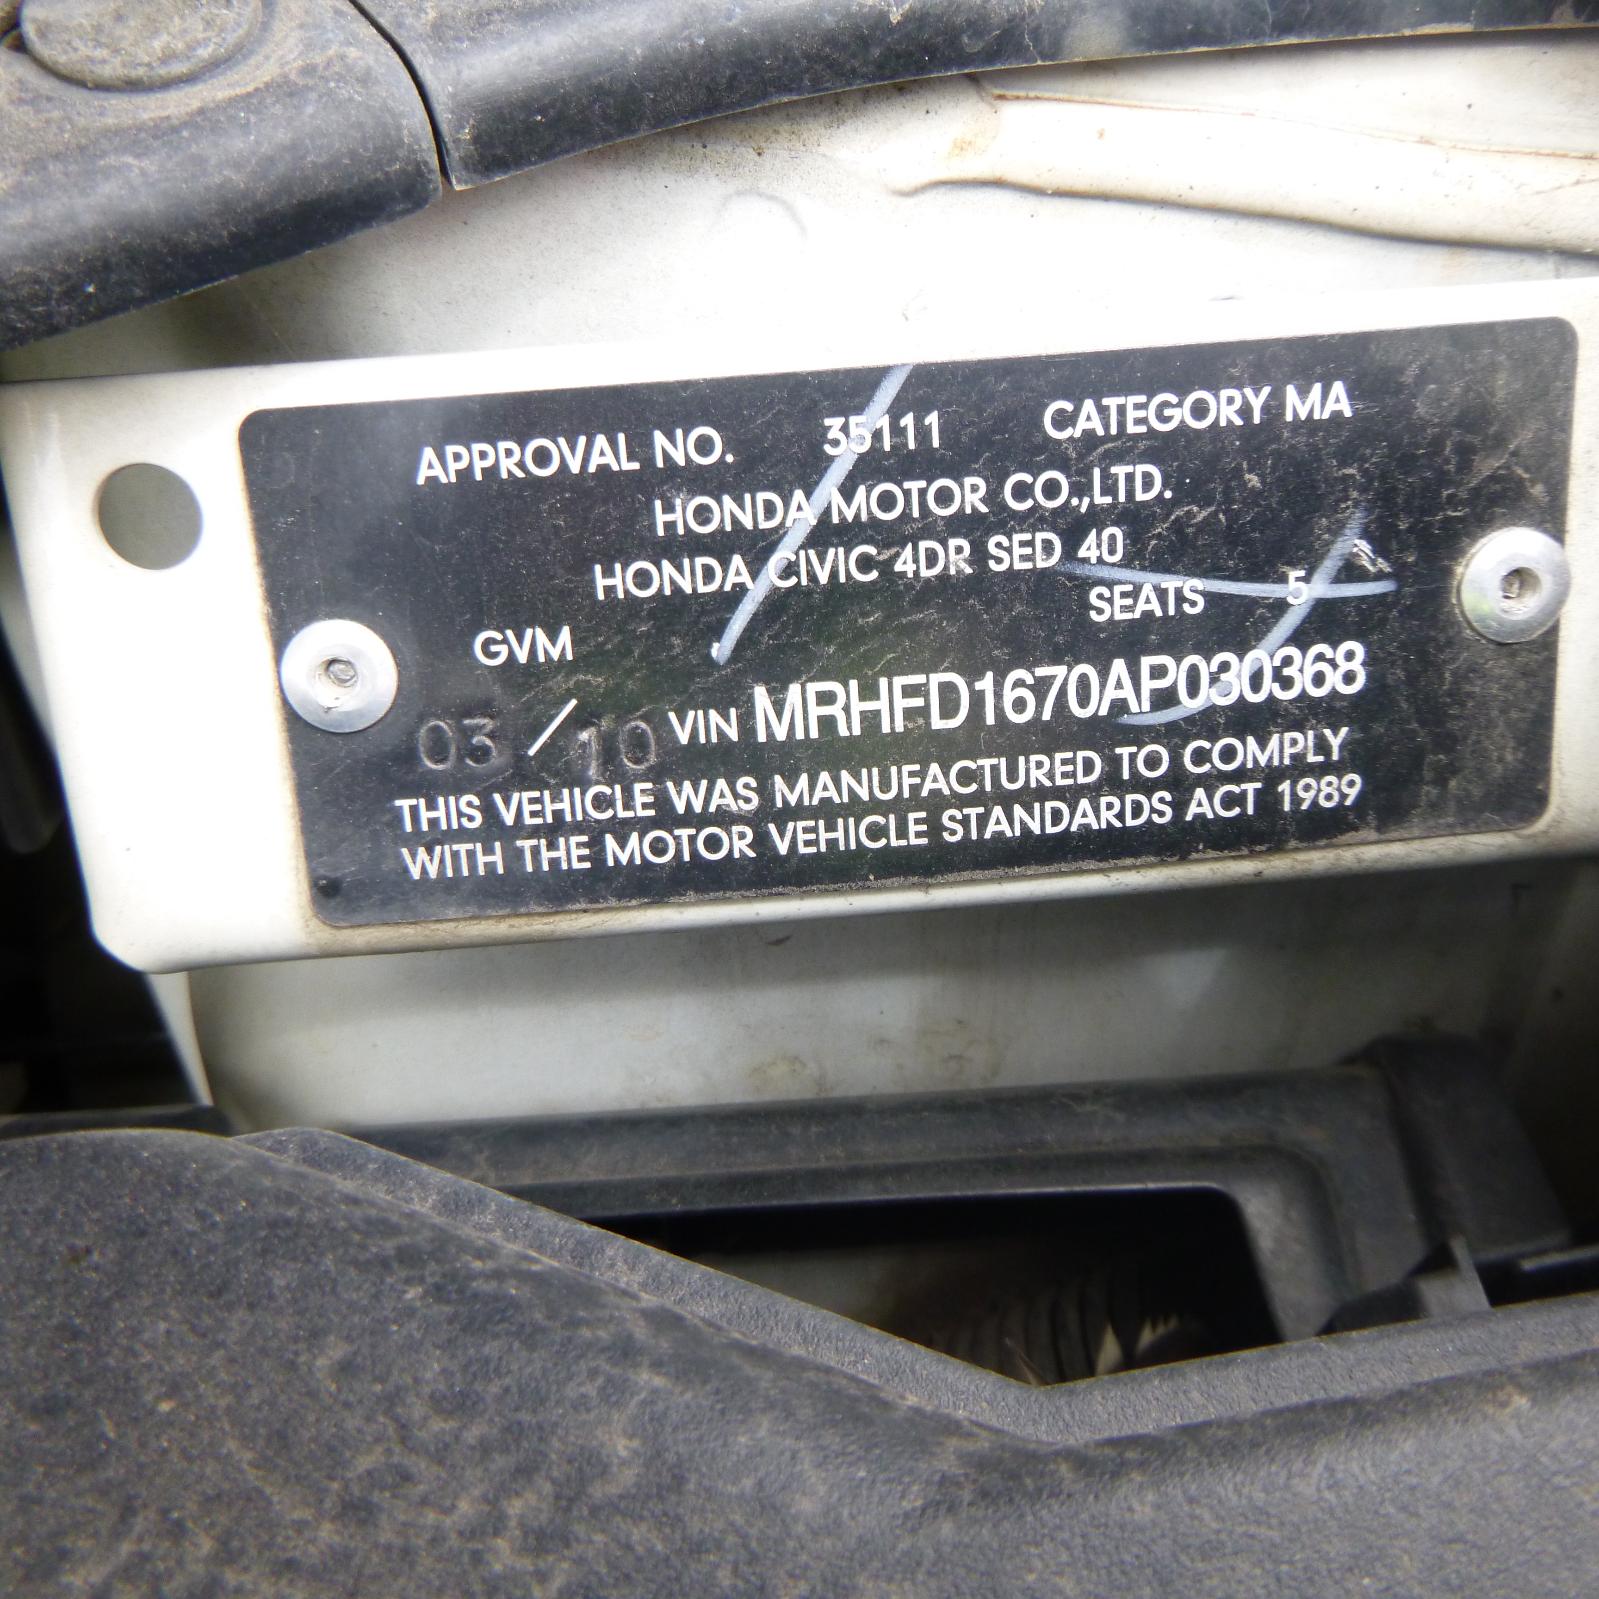 APPROVAL NO. 35111 CATEGORY MA
HONDA MOTOR CO.,LTD.
HONDA CIVIC 4DR SED 40
SEATS 5
GVM
03/10 VIN MRHFD1670AP030368
THIS VEHICLE WAS MANUFACTURED TO COMPLY
WITH THE MOTOR VEHICLE STANDARDS ACT 1989